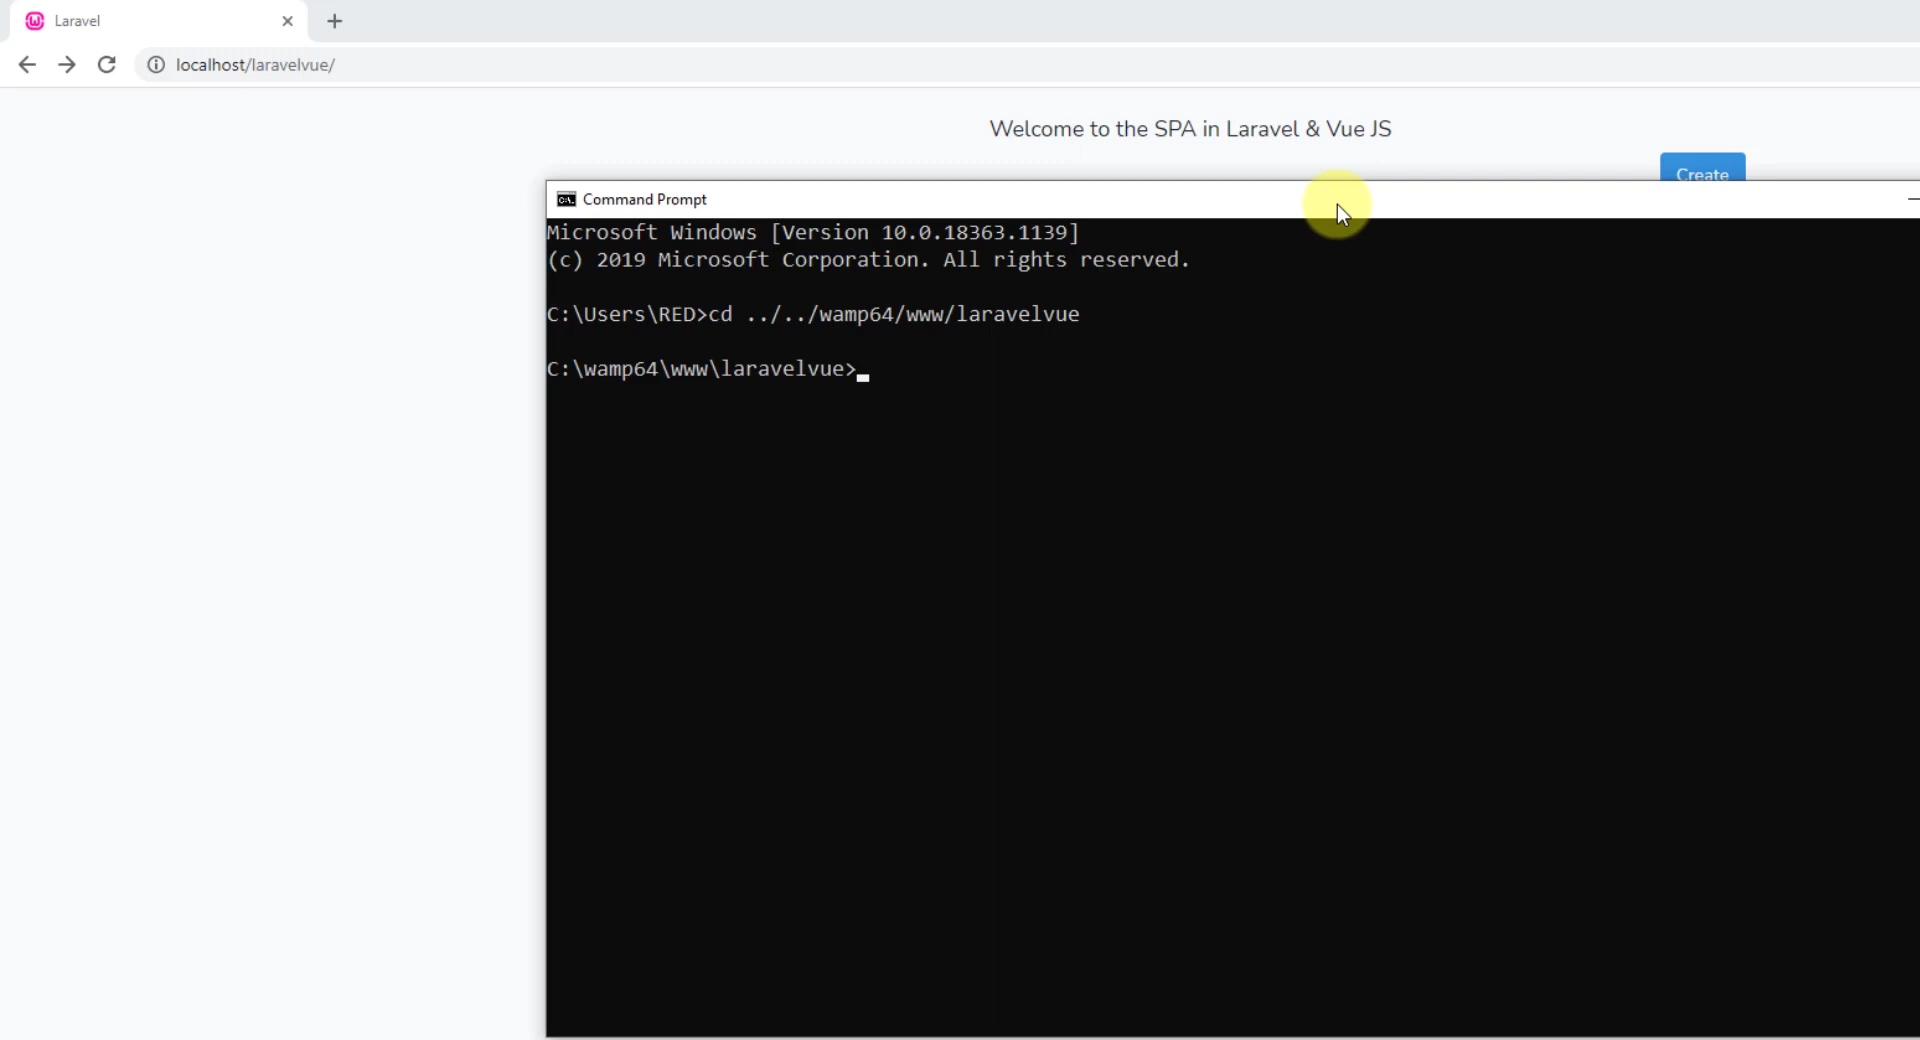 Laravel
localhost/laravelvue/
Welcome to the SPA in Laravel & Vue JS
Create
Command Prompt
Microsoft Windows [Version 10.0.18363.1139]
(c) 2019 Microsoft Corporation. All rights reserved.
C:\Users\RED>cd ../../wamp64/www/laravelvue
C:\wamp64\www\laravelvue>